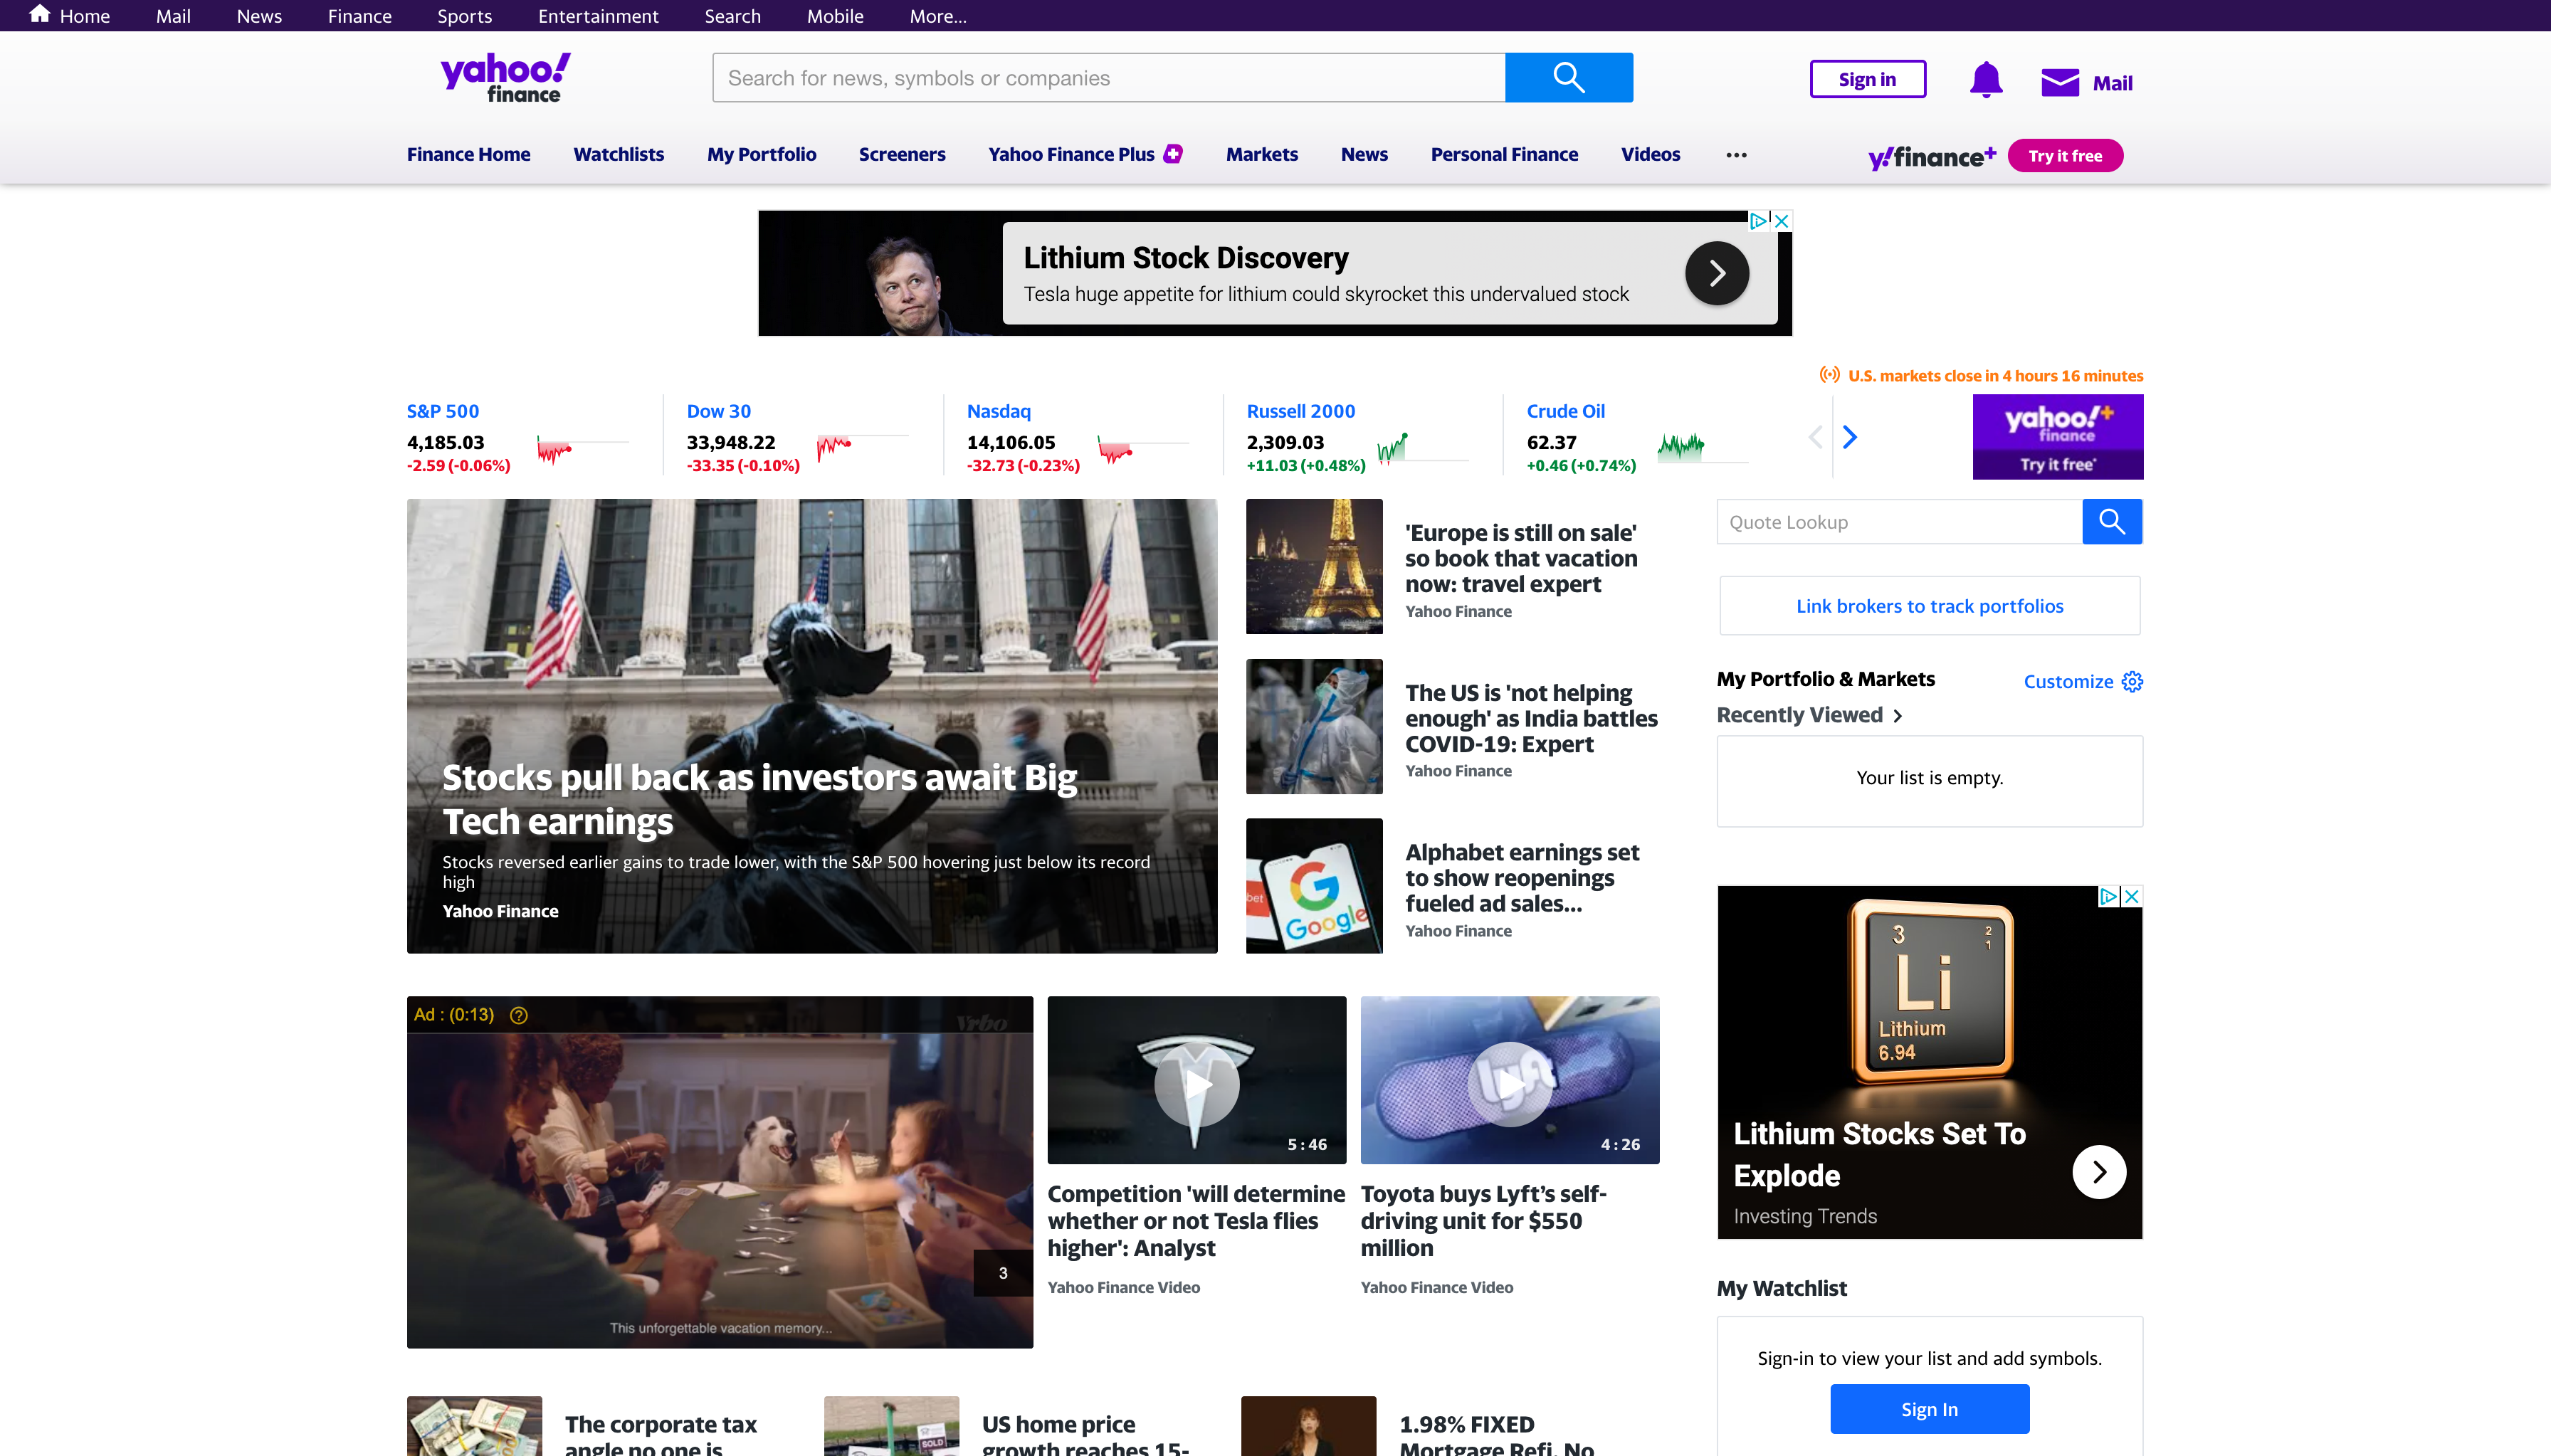 Home Mail News Finance Sports Entertainment Search Mobile More...
yahoo!
finance
Search for news, symbols or companies
Sign in
Mail
Finance Home Watchlists My Portfolio Screeners Yahoo Finance Plus Markets News Personal Finance Videos ...
y!finance+ Try it free
Lithium Stock Discovery
Tesla huge appetite for lithium could skyrocket this undervalued stock
U.S. markets close in 4 hours 16 minutes
S&P 500
4,185.03
-2.59 (-0.06%)
Dow 30
33,948.22
-33.35 (-0.10%)
Nasdaq
14,106.05
-32.73 (-0.23%)
Russell 2000
2,309.03
+11.03 (+0.48%)
Crude Oil
62.37
+0.46 (+0.74%)
yahoo!+
finance
Try it free*
Stocks pull back as investors await Big
Tech earnings
Stocks reversed earlier gains to trade lower, with the S&P 500 hovering just below its record
high
Yahoo Finance
'Europe is still on sale'
so book that vacation
now: travel expert
Yahoo Finance
The US is 'not helping
enough' as India battles
COVID-19: Expert
Yahoo Finance
bet
Google
Alphabet earnings set
to show reopenings
fueled ad sales...
Yahoo Finance
Quote Lookup
Link brokers to track portfolios
My Portfolio & Markets
Customize
Recently Viewed
Your list is empty.
3
2
1
Li
Lithium
6.94
Lithium Stocks Set To
Explode
Investing Trends
Ad : (0:13)
Vrbo
3
This unforgettable vacation memory...
5:46
Competition 'will determine
whether or not Tesla flies
higher': Analyst
Yahoo Finance Video
lyft
4:26
Toyota buys Lyft’s self-
driving unit for $550
million
Yahoo Finance Video
My Watchlist
Sign-in to view your list and add symbols.
Sign In
The corporate tax
angle no one is
SOLD
US home price
growth reaches 15-
1.98% FIXED
Mortgage Refi. No